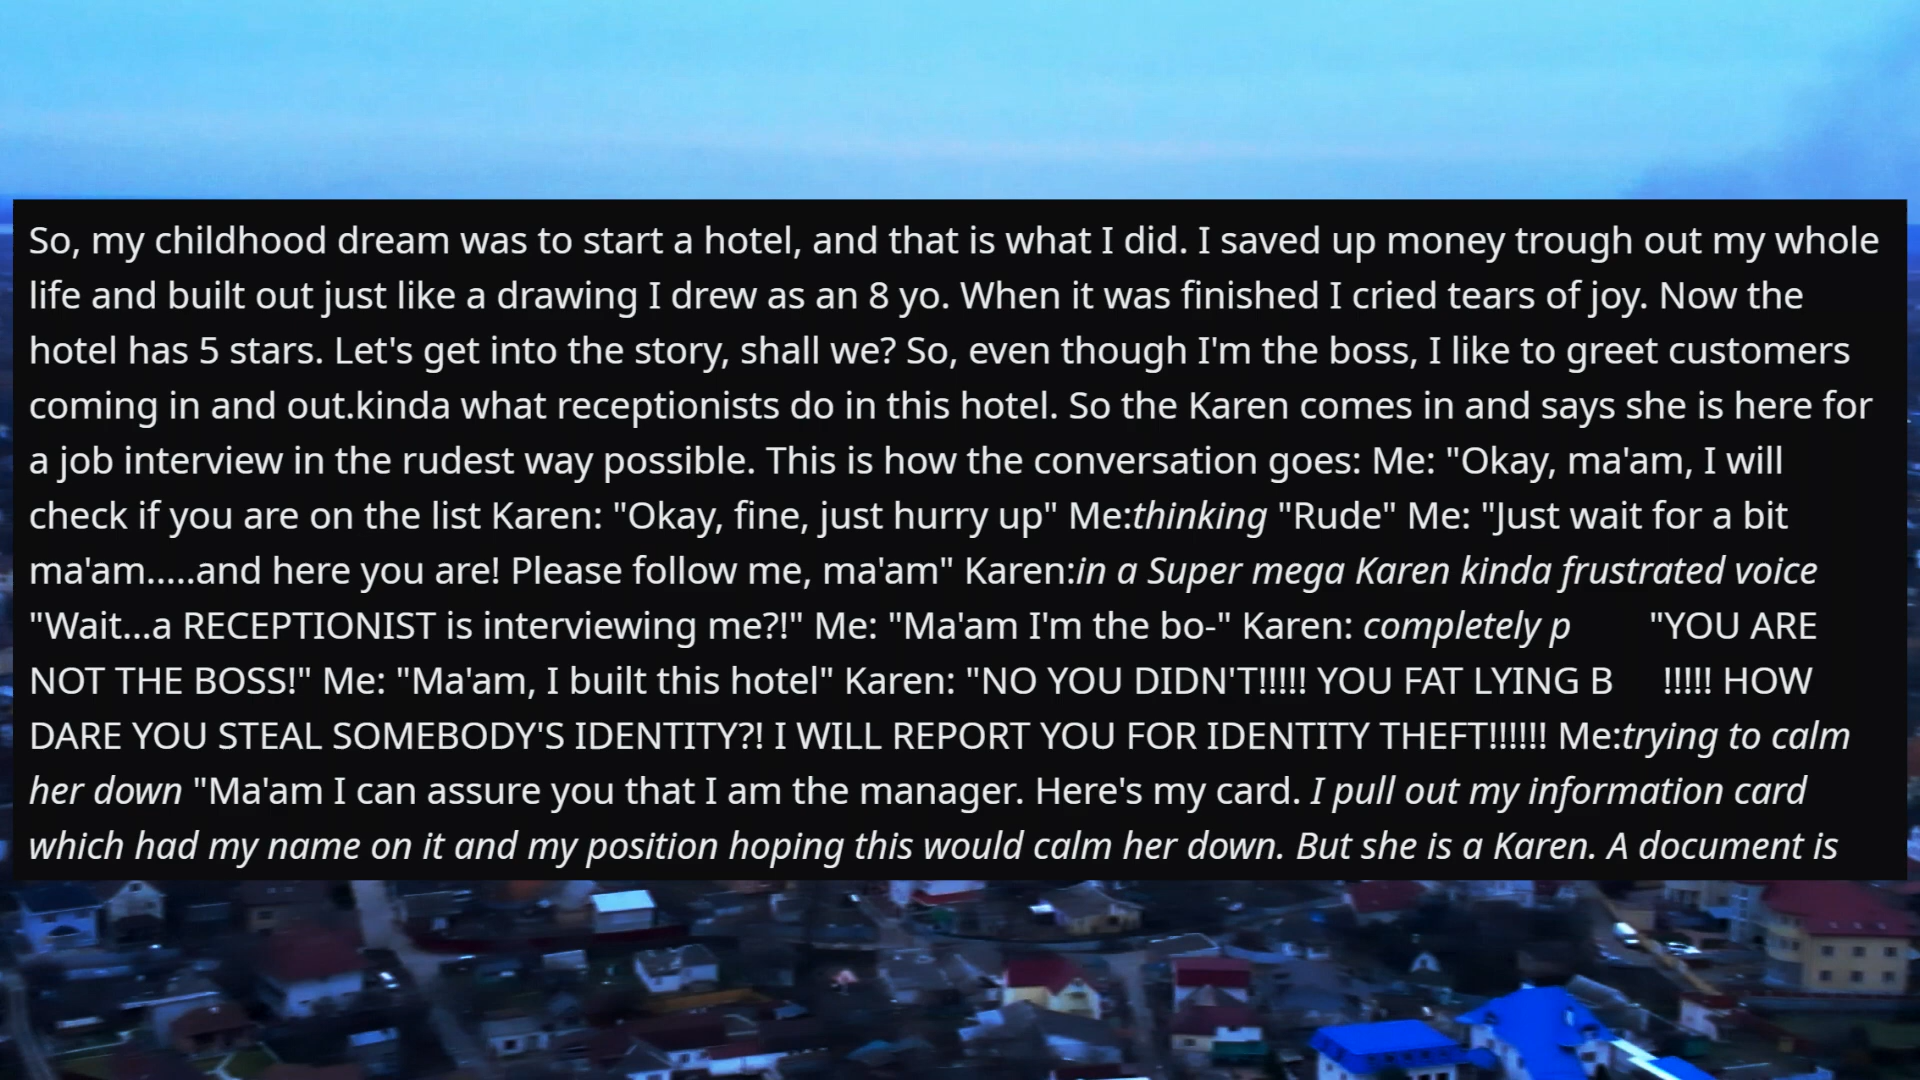 So, my childhood dream was to start a hotel, and that is what I did. I saved up money trough out my whole
life and built out just like a drawing I drew as an 8 yo. When it was finished I cried tears of joy. Now the
hotel has 5 stars. Let's get into the story, shall we? So, even though I'm the boss, I like to greet customers
coming in and out.kinda what receptionists do in this hotel. So the Karen comes in and says she is here for
a job interview in the rudest way possible. This is how the conversation goes: Me: "Okay, ma'am, I will
check if you are on the list Karen: "Okay, fine, just hurry up" Me:thinking "Rude" Me: "Just wait for a bit
ma'am.....and here you are! Please follow me, ma'am" Karen:in a Super mega Karen kinda frustrated voice
"Wait...a RECEPTIONIST is interviewing me?!" Me: "Ma'am I'm the bo-" Karen: completely p "YOU ARE
NOT THE BOSS!" Me: "Ma'am, I built this hotel" Karen: "NO YOU DIDN'T!!!!! YOU FAT LYING B !!!!! HOW
DARE YOU STEAL SOMEBODY'S IDENTITY?! I WILL REPORT YOU FOR IDENTITY THEFT!!!!!! Me:trying to calm
her down "Ma'am I can assure you that I am the manager. Here's my card. I pull out my information card
which had my name on it and my position hoping this would calm her down. But she is a Karen. A document is